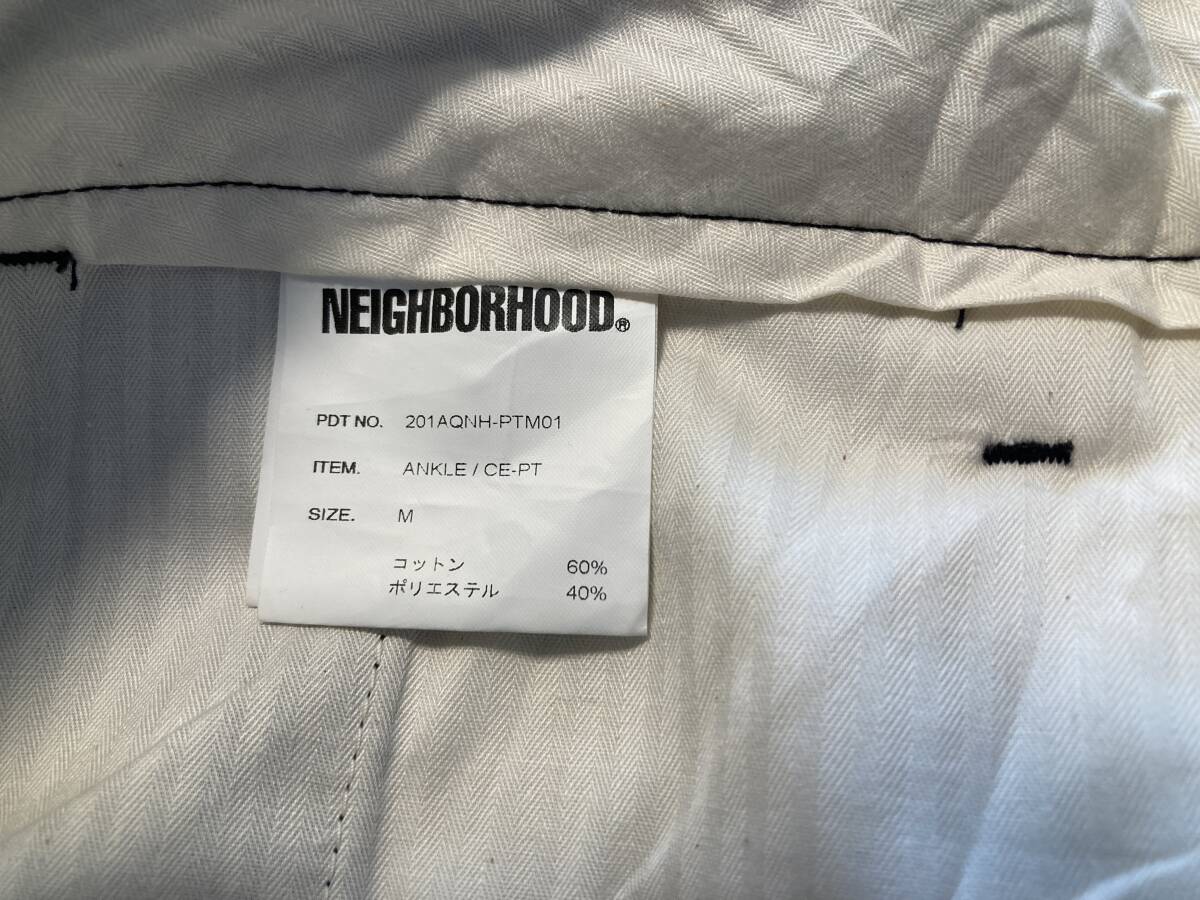 NEIGHBORHOOD®
PDT NO. 201AQNH-PTM01
ITEM. ANKLE / CE-PT
SIZE. M
コットン 60%
ポリエステル 40%